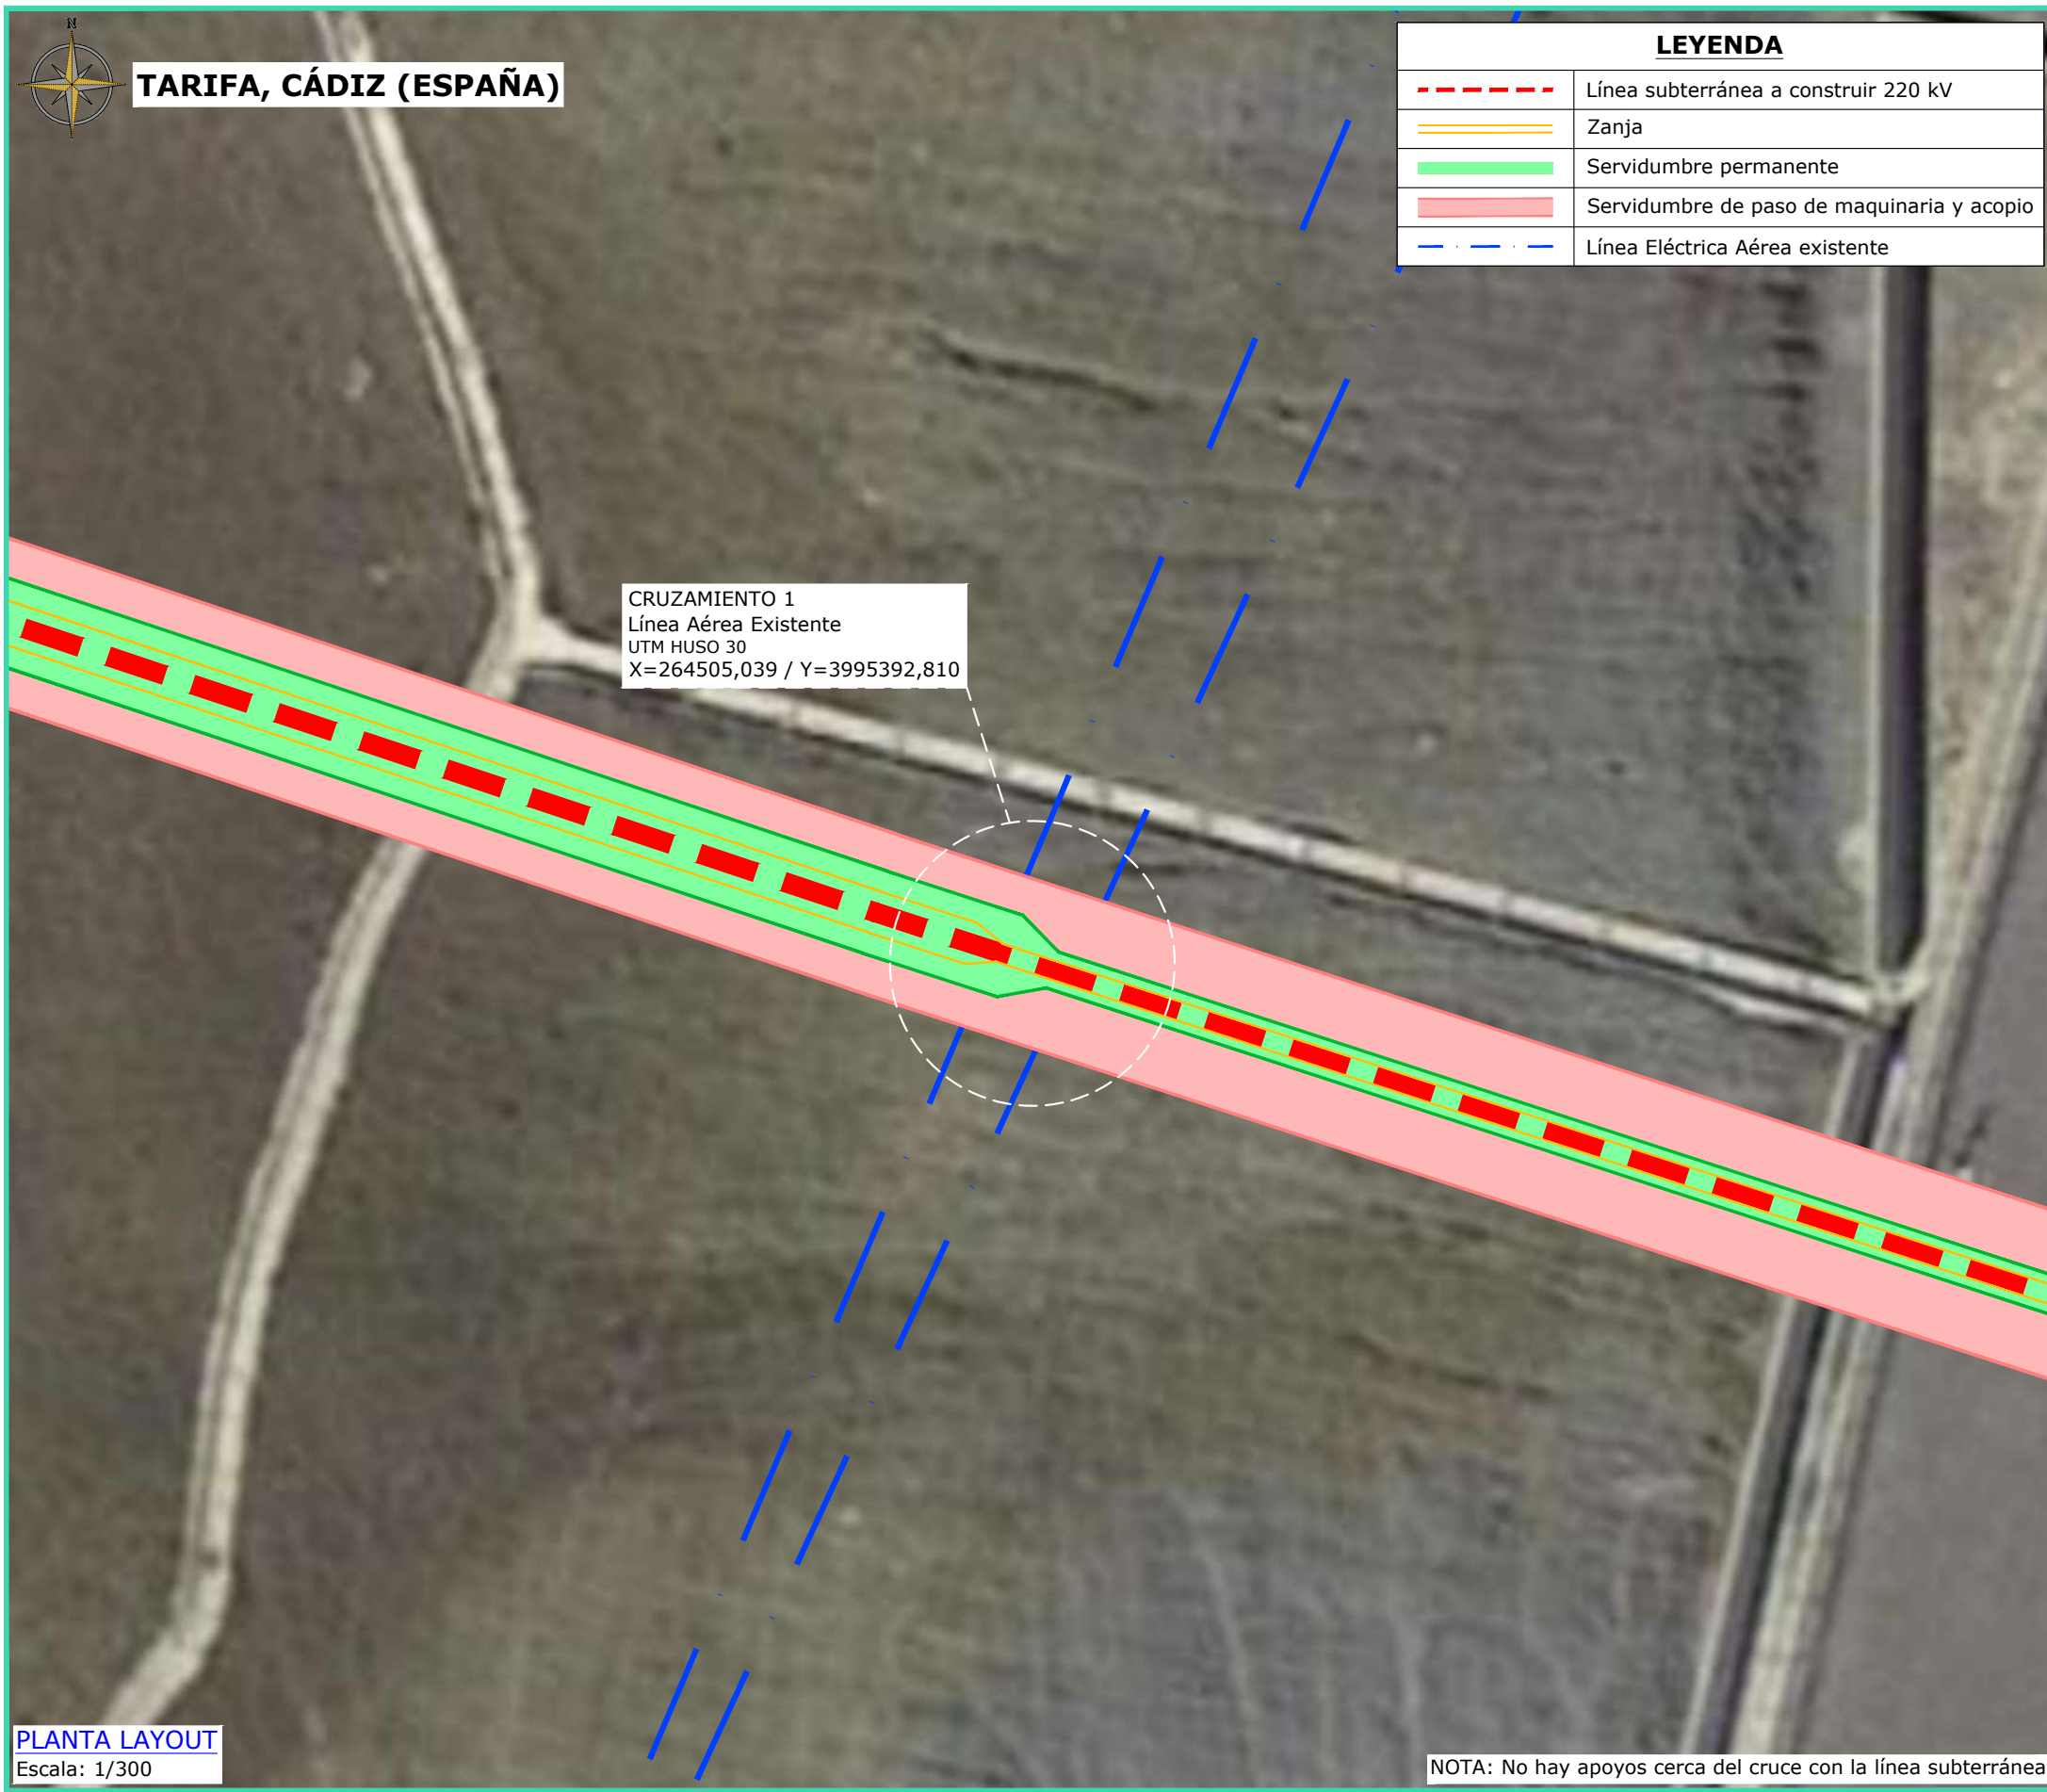 N
TARIFA, CÁDIZ (ESPAÑA)
LEYENDA
Línea subterránea a construir 220 kV
Zanja
Servidumbre permanente
Servidumbre de paso de maquinaria y acopio
Línea Eléctrica Aérea existente
CRUZAMIENTO 1
Línea Aérea Existente
UTM HUSO 30
X=264505,039 / Y=3995392,810
PLANTA LAYOUT
Escala: 1/300
NOTA: No hay apoyos cerca del cruce con la línea subterránea